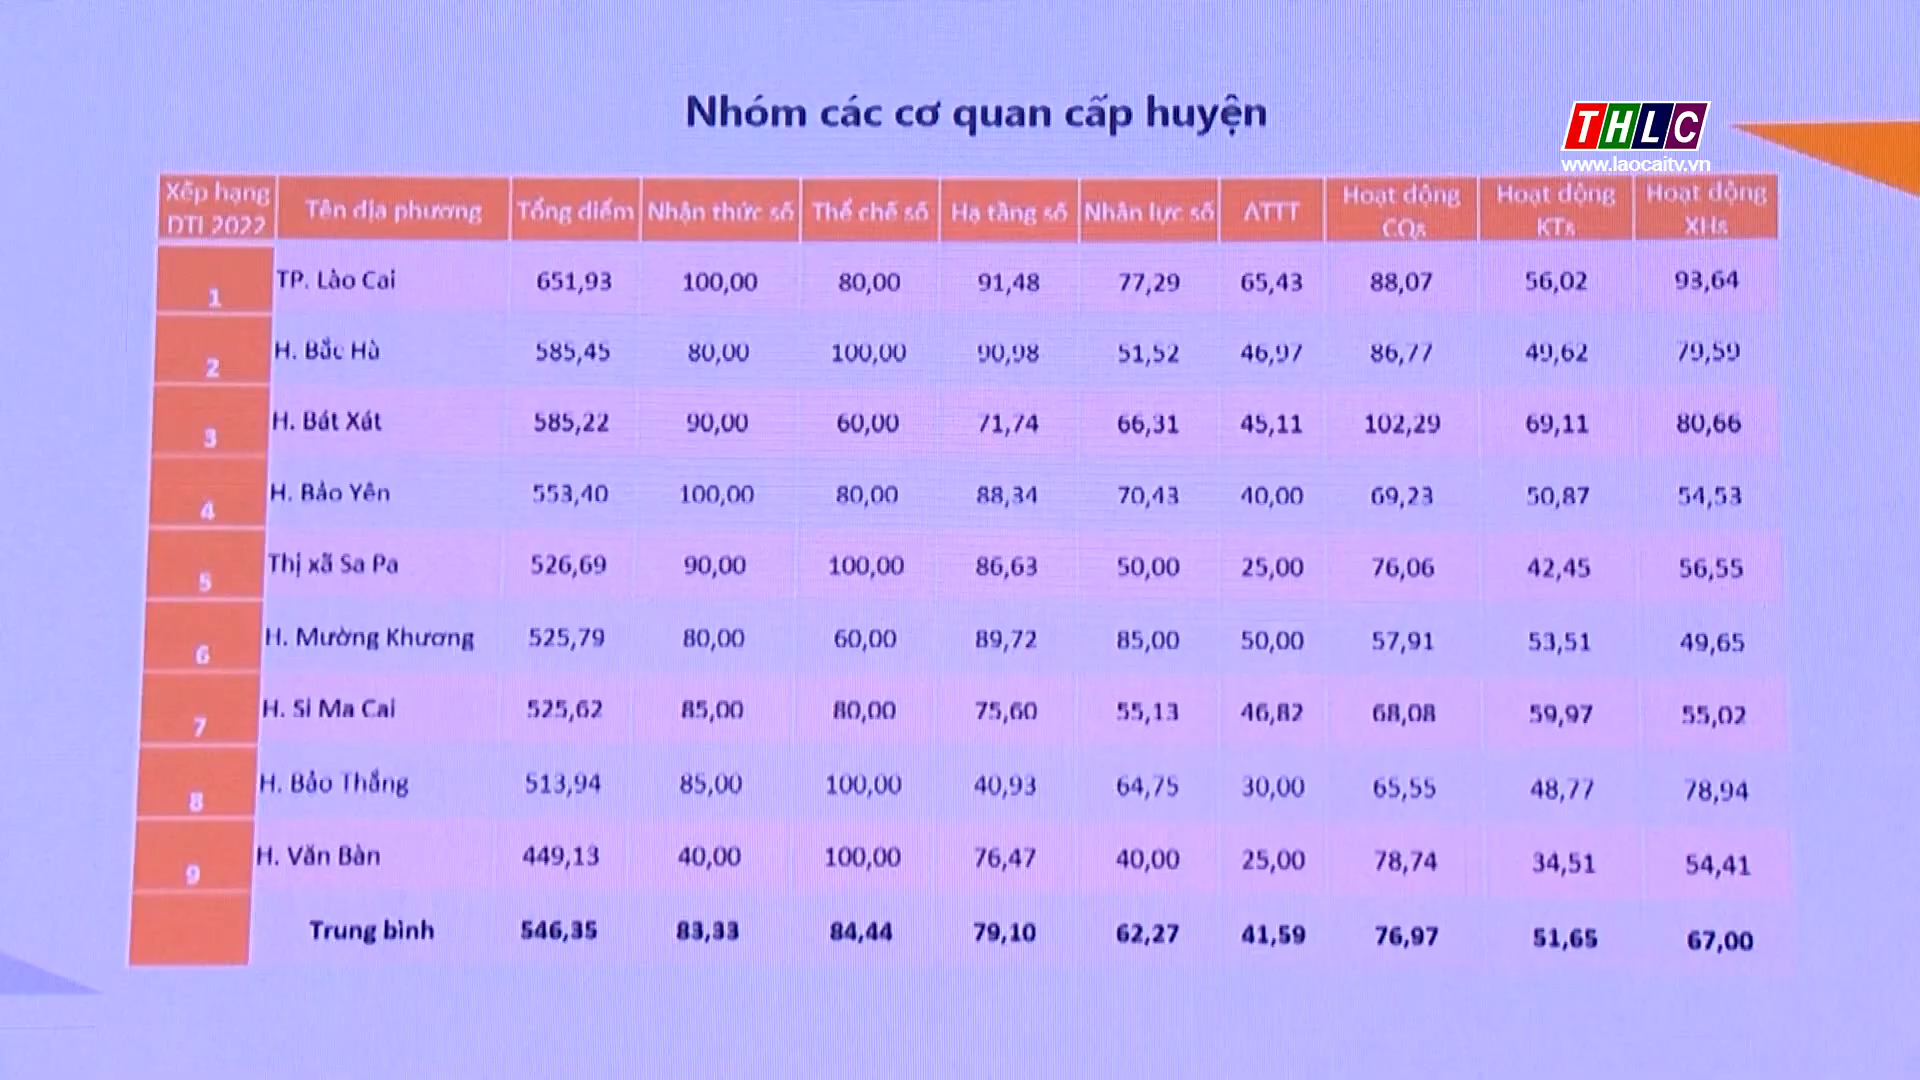 Nhóm các cơ quan cấp huyện
THLC
www.laocaitv.vn
Xếp hạng DTI 2022 Tên địa phương Tổng điểm Nhận thức số Thể chế số Hạ tầng số Nhân lực số ATTT Hoạt động CQs Hoạt động KTs Hoạt động XHs
1 TP. Lào Cai 651,93 100,00 80,00 91,48 77,29 65,43 88,07 56,02 93,64
2 H. Bắc Hà 585,45 80,00 100,00 90,98 51,52 46,97 86,77 49,62 79,59
3 H. Bát Xát 585,22 90,00 60,00 71,74 66,31 45,11 102,29 69,11 80,66
4 H. Bảo Yên 553,40 100,00 80,00 88,34 70,43 40,00 69,23 50,87 54,53
5 Thị xã Sa Pa 526,69 90,00 100,00 86,63 50,00 25,00 76,06 42,45 56,55
6 H. Mường Khương 525,79 80,00 60,00 89,72 85,00 50,00 57,91 53,51 49,65
7 H. Si Ma Cai 525,62 85,00 80,00 75,60 55,13 46,82 68,08 59,97 55,02
8 H. Bảo Thắng 513,94 85,00 100,00 40,93 64,75 30,00 65,55 48,77 78,94
9 H. Văn Bàn 449,13 40,00 100,00 76,47 40,00 25,00 78,74 34,51 54,41
Trung bình 546,35 83,33 84,44 79,10 62,27 41,59 76,97 51,65 67,00